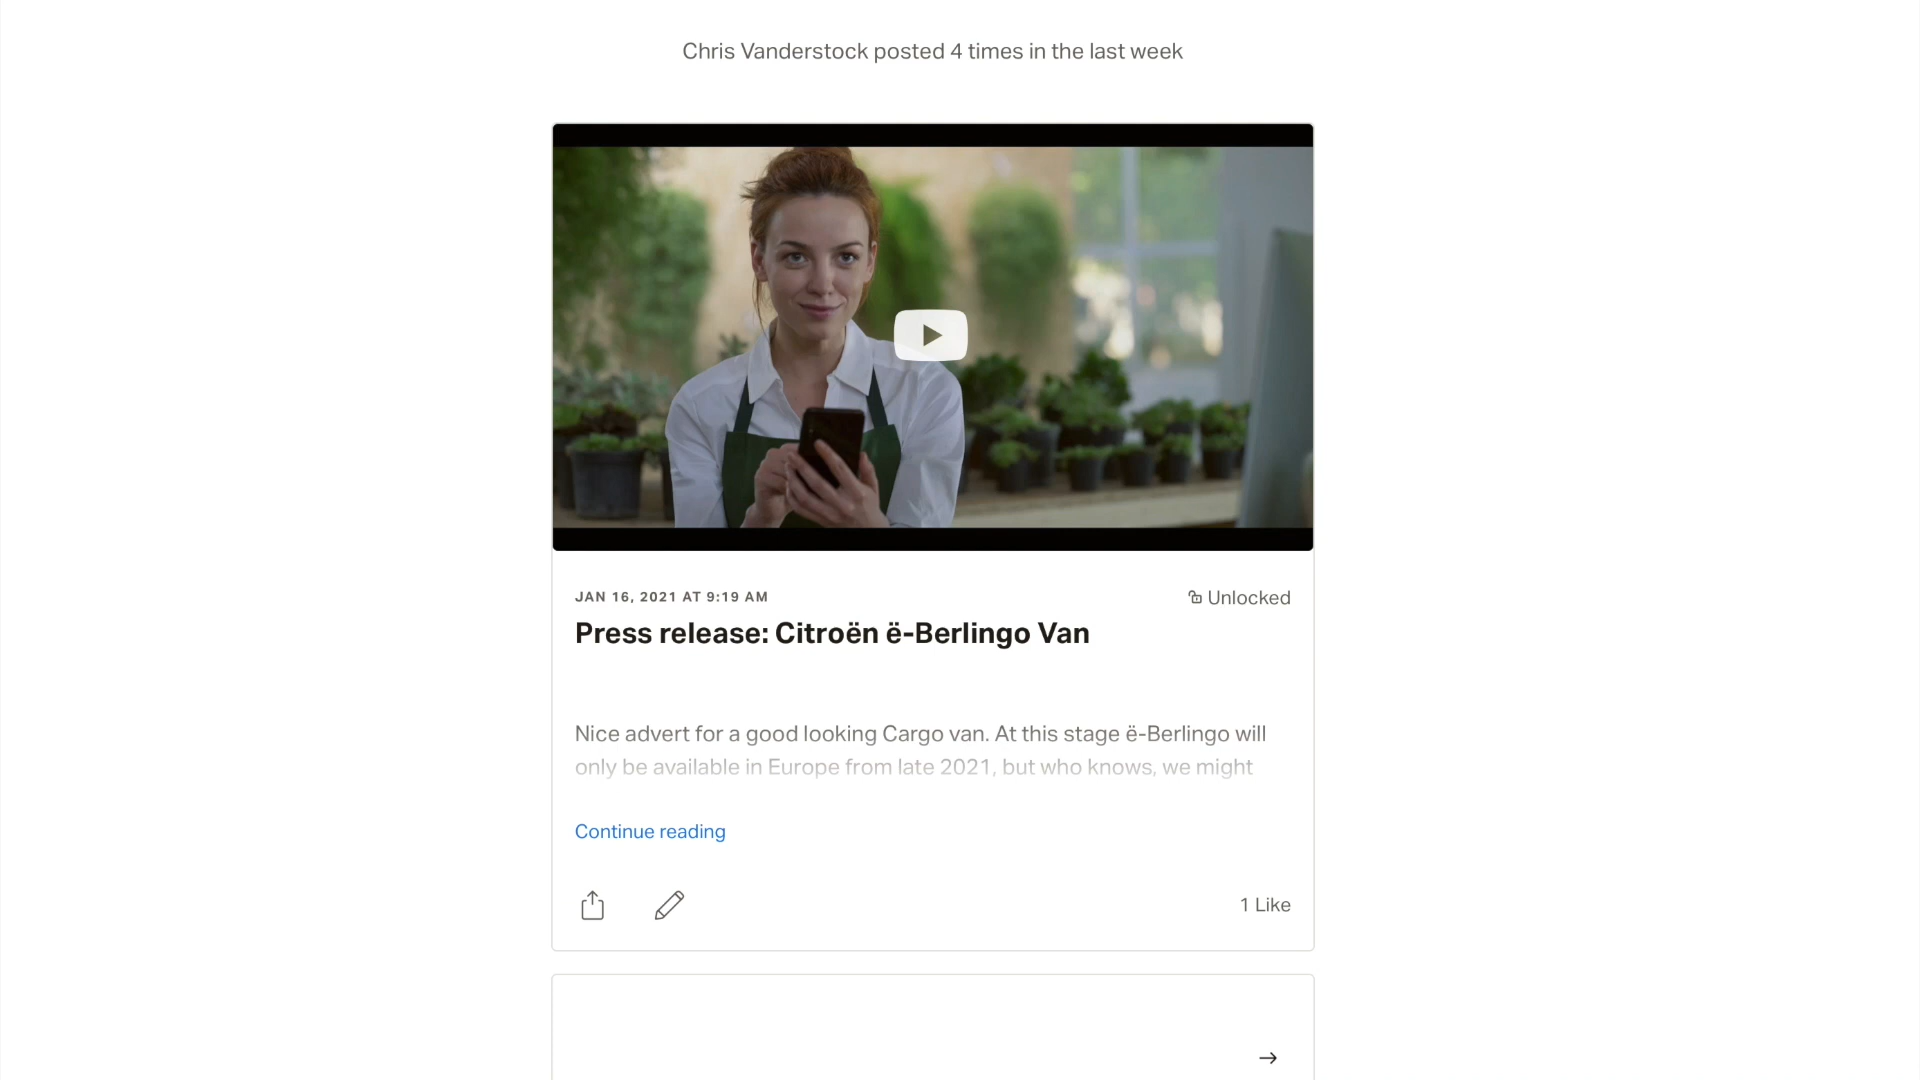 Chris Vanderstock posted 4 times in the last week
JAN 16, 2021 AT 9:19 AM
Unlocked
Press release: Citroën ë-Berlingo Van
Nice advert for a good looking Cargo van. At this stage ë-Berlingo will
only be available in Europe from late 2021, but who knows, we might
Continue reading
1 Like